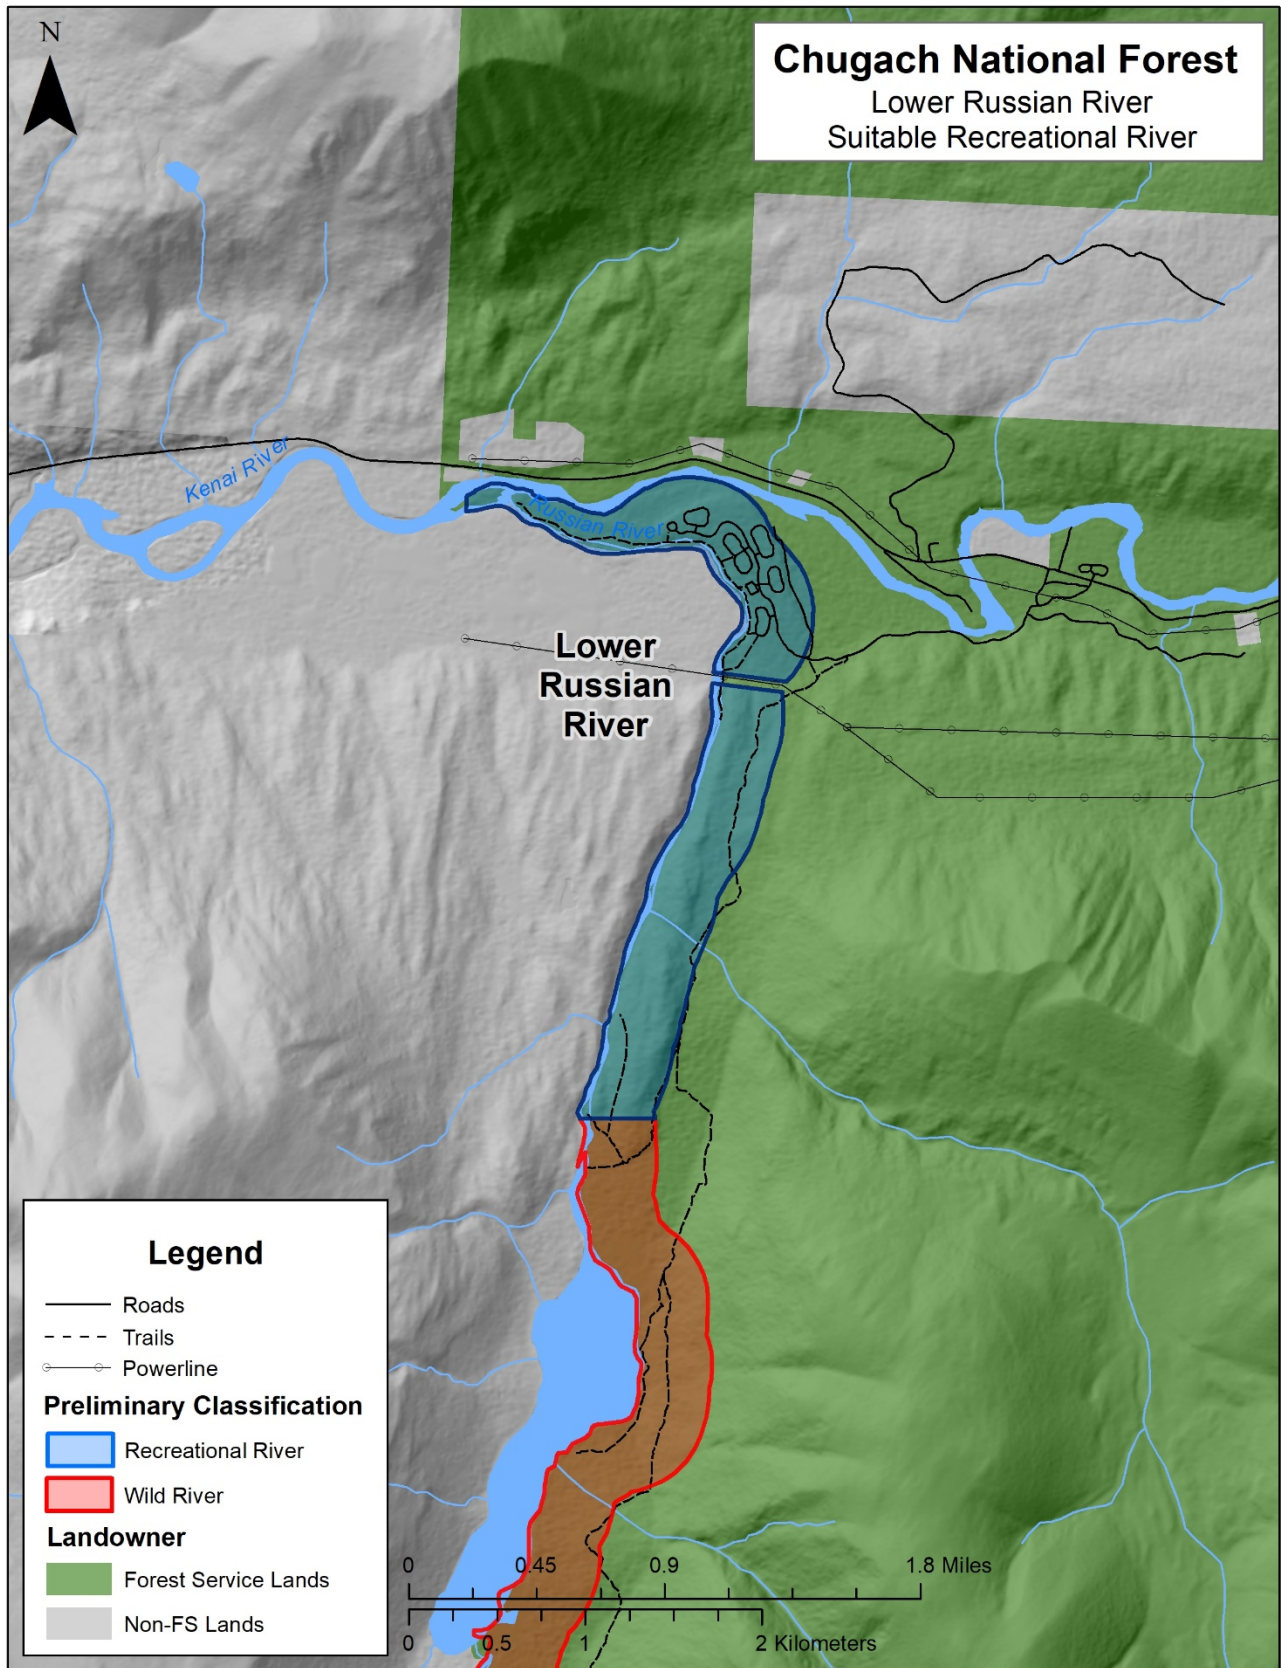 N
Chugach National Forest
Lower Russian River
Suitable Recreational River
Kenai River
Russian River
Lower
Russian
River
Legend
Roads
Trails
Powerline
Preliminary Classification
Recreational River
Wild River
Landowner
Forest Service Lands
Non-FS Lands
0 0.45 0.9 1.8 Miles
0 0.5 1 2 Kilometers